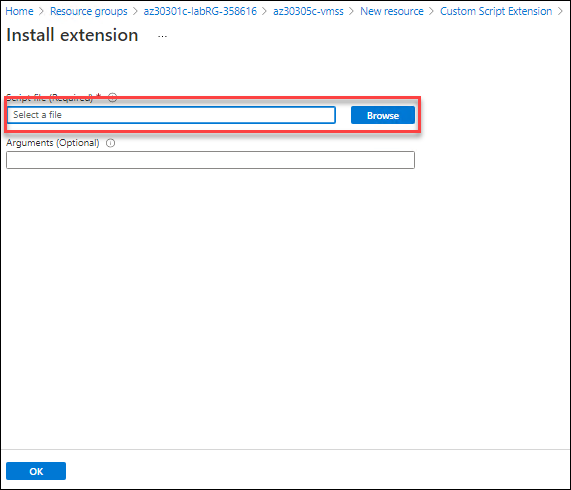 Home > Resource groups > az30301c-labRG-358616 > az30305c-vmss > New resource > Custom Script Extension >
Install extension ...
Script file (Required) *
Select a file Browse
Arguments (Optional)
OK